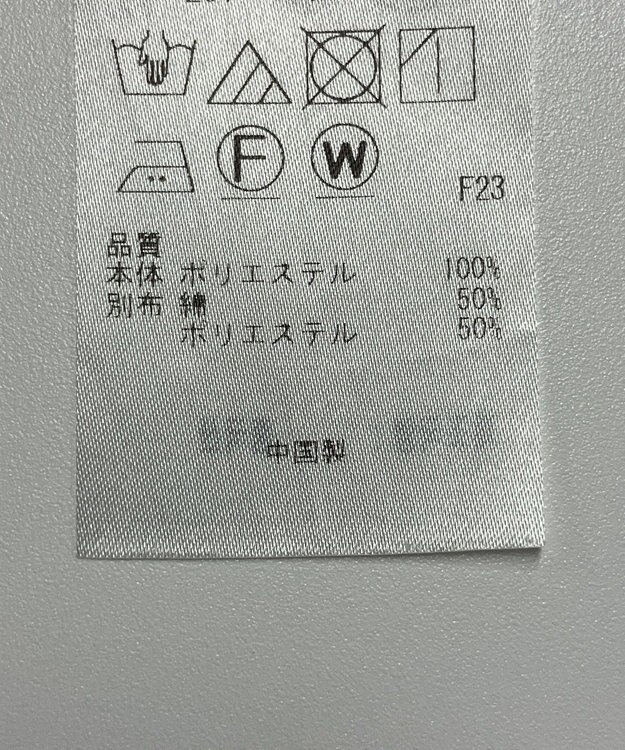 F W
F23
品質
本体 ポリエステル 100%
別布 綿 50%
ポリエステル 50%
中国製